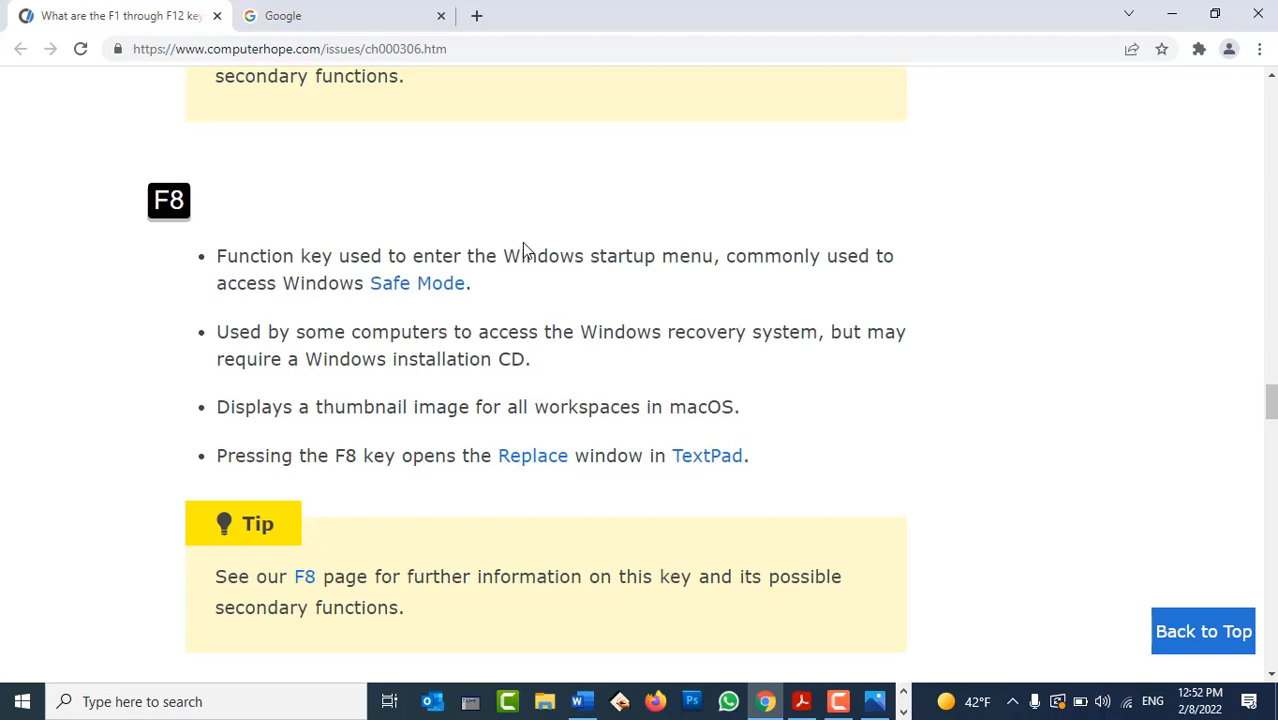 What are the F1 through F12 key
Google
https://www.computerhope.com/issues/ch000306.htm
secondary functions.
F8
• Function key used to enter the Windows startup menu, commonly used to
access Windows Safe Mode.
• Used by some computers to access the Windows recovery system, but may
require a Windows installation CD.
• Displays a thumbnail image for all workspaces in macOS.
• Pressing the F8 key opens the Replace window in TextPad.
Tip
See our F8 page for further information on this key and its possible
secondary functions.
Back to Top
Type here to search
42°F
ENG
12:52 PM
2/8/2022